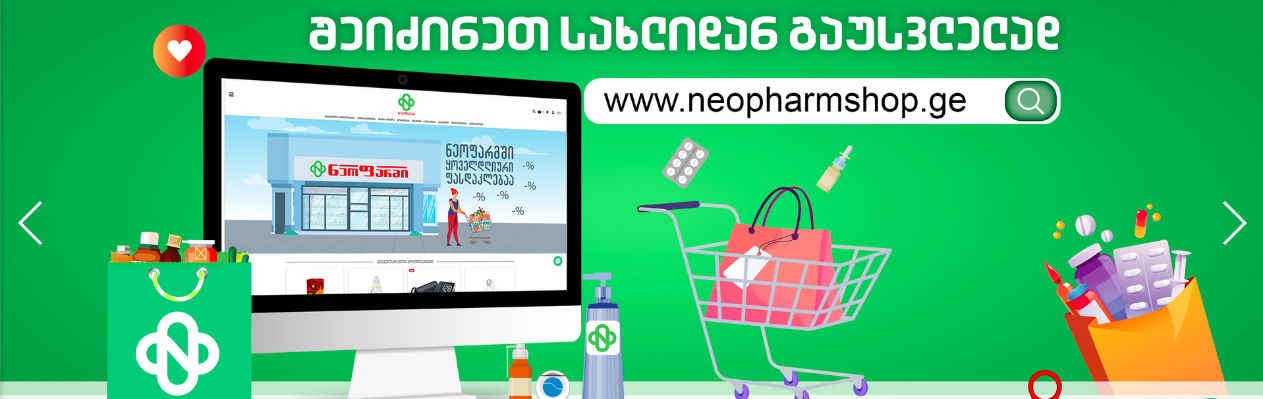 შეიძინეთ სახლიდან გაუსვლელად
www.neopharmshop.ge
ნეოფარმი
ნეოფარმში
ყოველდღიური
ფასდაკლებაა
-%
-%
-%
-%
-%